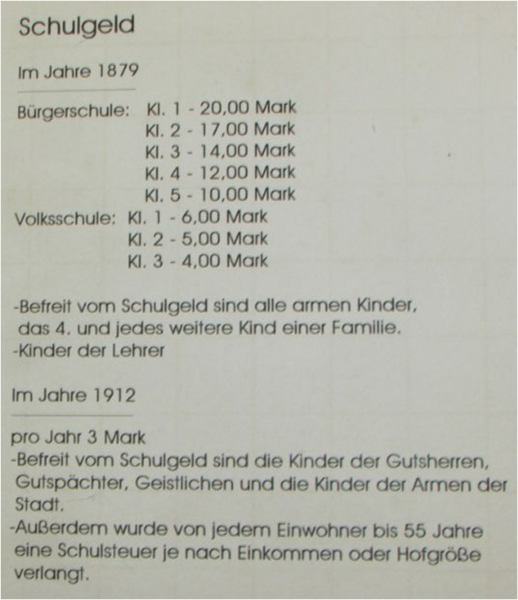 Schulgeld
Im Jahre 1879
Bürgerschule: Kl. 1 - 20,00 Mark
Kl. 2 - 17,00 Mark
Kl. 3 - 14,00 Mark
Kl. 4 - 12,00 Mark
Kl. 5 - 10,00 Mark
Volksschule: Kl. 1 - 6,00 Mark
Kl. 2 - 5,00 Mark
Kl. 3 - 4,00 Mark
-Befreit vom Schulgeld sind alle armen Kinder,
das 4. und jedes weitere Kind einer Familie.
-Kinder der Lehrer
Im Jahre 1912
pro Jahr 3 Mark
-Befreit vom Schulgeld sind die Kinder der Gutsherren,
Gutspächter, Geistlichen und die Kinder der Armen der
Stadt.
-Außerdem wurde von jedem Einwohner bis 55 Jahre
eine Schulsteuer je nach Einkommen oder Hofgröße
verlangt.